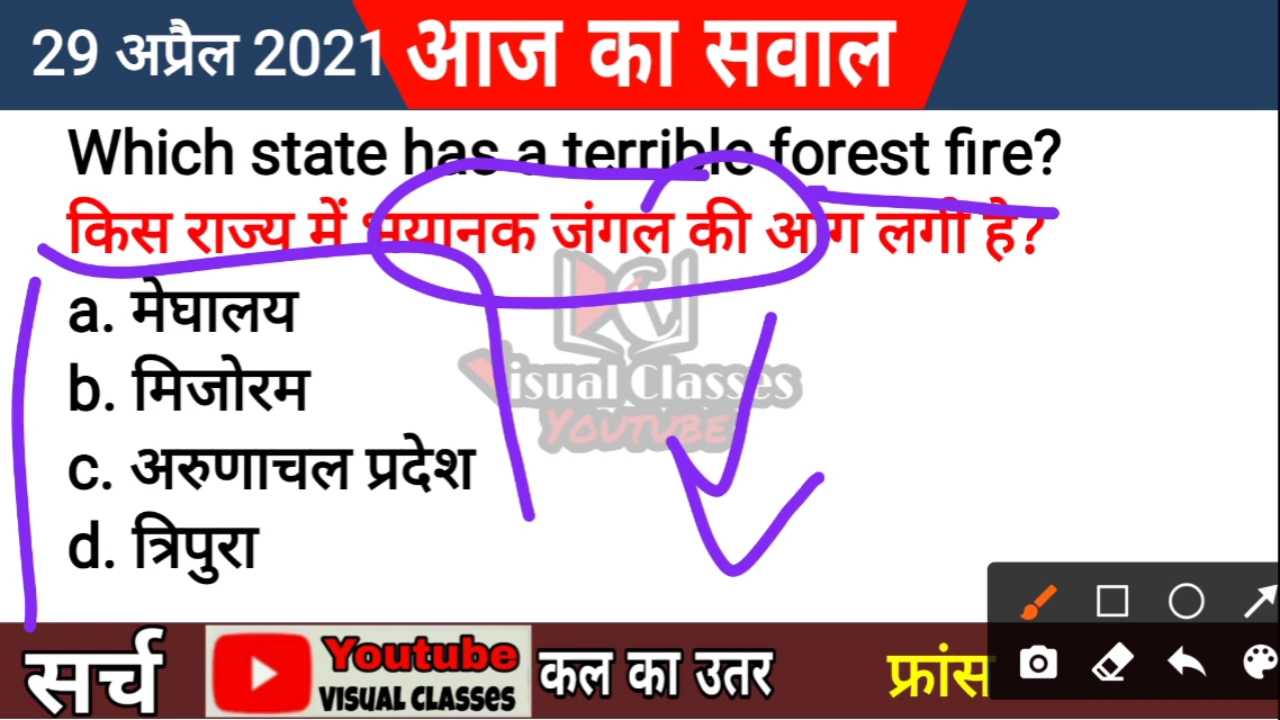 29 अप्रैल 2021 आज का सवाल
Which state has a terrible forest fire?
किस राज्य में भयानक जंगल की आग लगी हे?
a. मेघालय
b. मिजोरम
c. अरुणाचल प्रदेश
d. त्रिपुरा
Visual Classes
YOUTUBE
सर्च Youtube VISUAL CLASSES कल का उतर फ्रांस